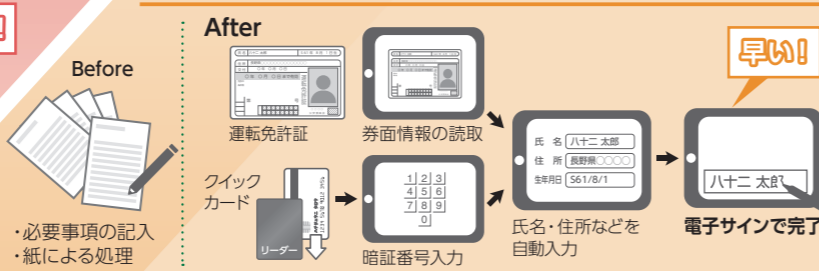 Before
・必要事項の記入
・紙による処理
After
運転免許証
券面情報の読取
クイック
カード
リーダー
1 2 3
4 5 6
7 8 9
0
暗証番号入力
氏 名 八十二 太郎
住 所 長野県○○○○
生年月日 S61/8/1
氏名・住所などを
自動入力
早い!
八十二 太郎
電子サインで完了